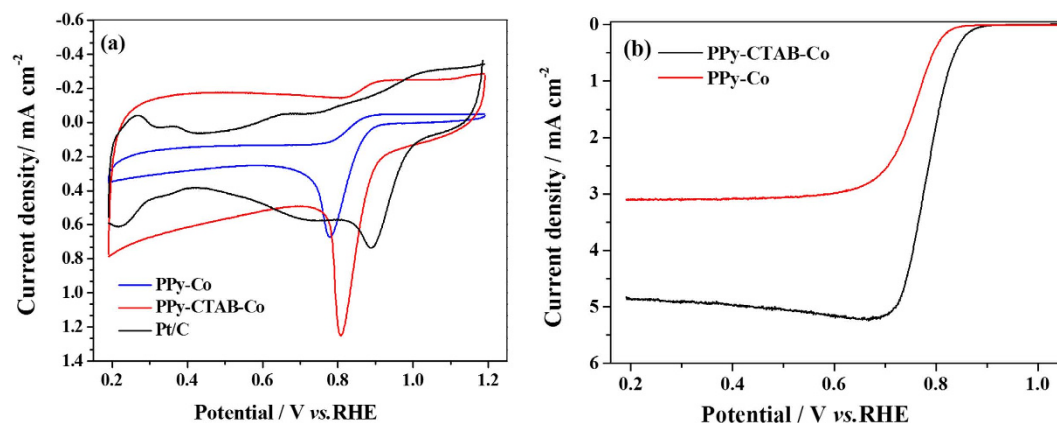 (a)
Current density/ mA cm-2
-0.6
-0.4
-0.2
0.0
0.2
0.4
0.6
0.8
1.0
1.2
1.4
PPy-Co
PPy-CTAB-Co
Pt/C
0.2 0.4 0.6 0.8 1.0 1.2
Potential / V vs.RHE
(b)
Current density / mA cm-2
0
1
2
3
4
5
6
PPy-CTAB-Co
PPy-Co
0.2 0.4 0.6 0.8 1.0
Potential / V vs.RHE